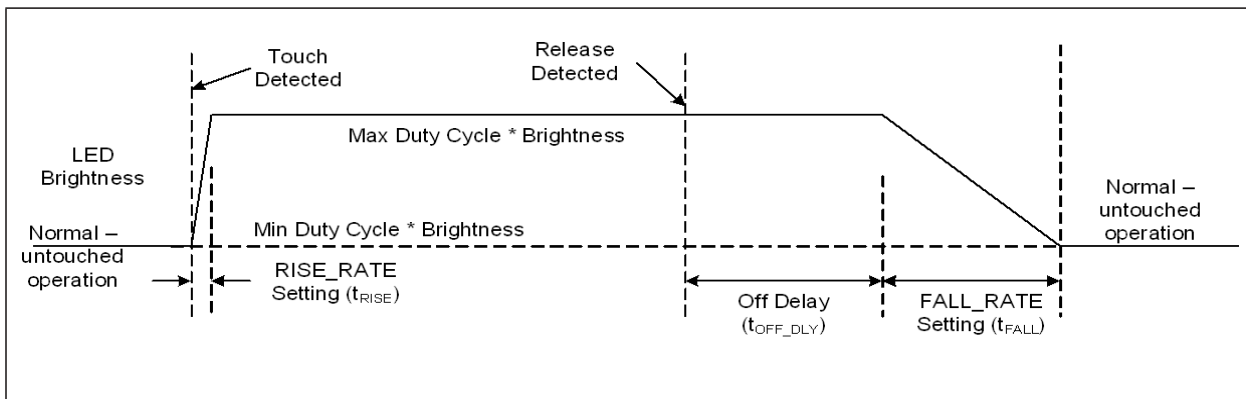 Touch
Detected
Release
Detected
Max Duty Cycle * Brightness
LED
Brightness
Normal –
untouched
operation
Min Duty Cycle * Brightness
Normal –
untouched
operation
RISE_RATE
Setting (tRISE)
Off Delay
(tOFF_DLY)
FALL_RATE
Setting (tFALL)